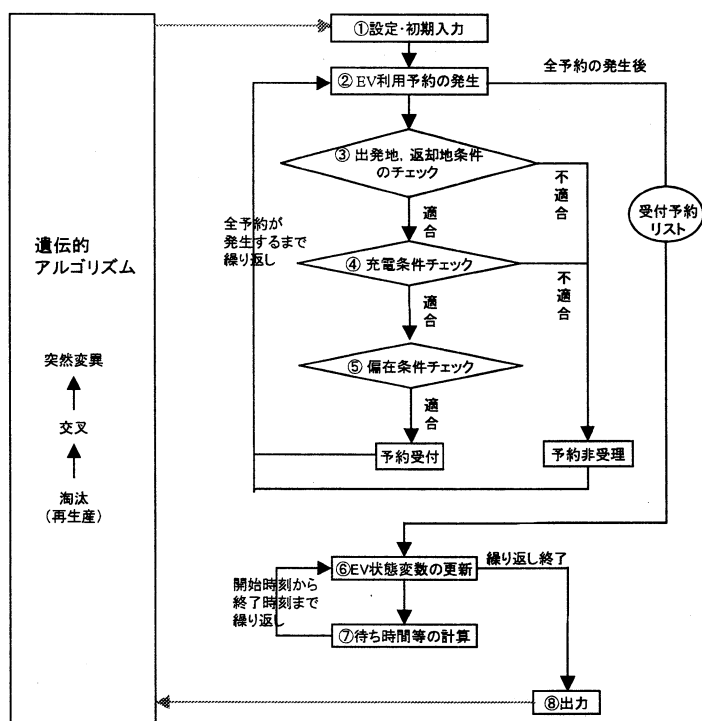 ①設定・初期入力
②EV利用予約の発生
全予約の発生後
③ 出発地，返却地条件
のチェック
不適合
適合
受付予約
リスト
全予約が
発生するまで
繰り返し
遺伝的
アルゴリズム
④ 充電条件チェック
不適合
適合
⑤ 偏在条件チェック
適合
突然変異
交叉
淘汰
（再生産）
予約受付
予約非受理
⑥EV状態変数の更新
繰り返し終了
開始時刻から
終了時刻まで
繰り返し
⑦待ち時間等の計算
⑧出力